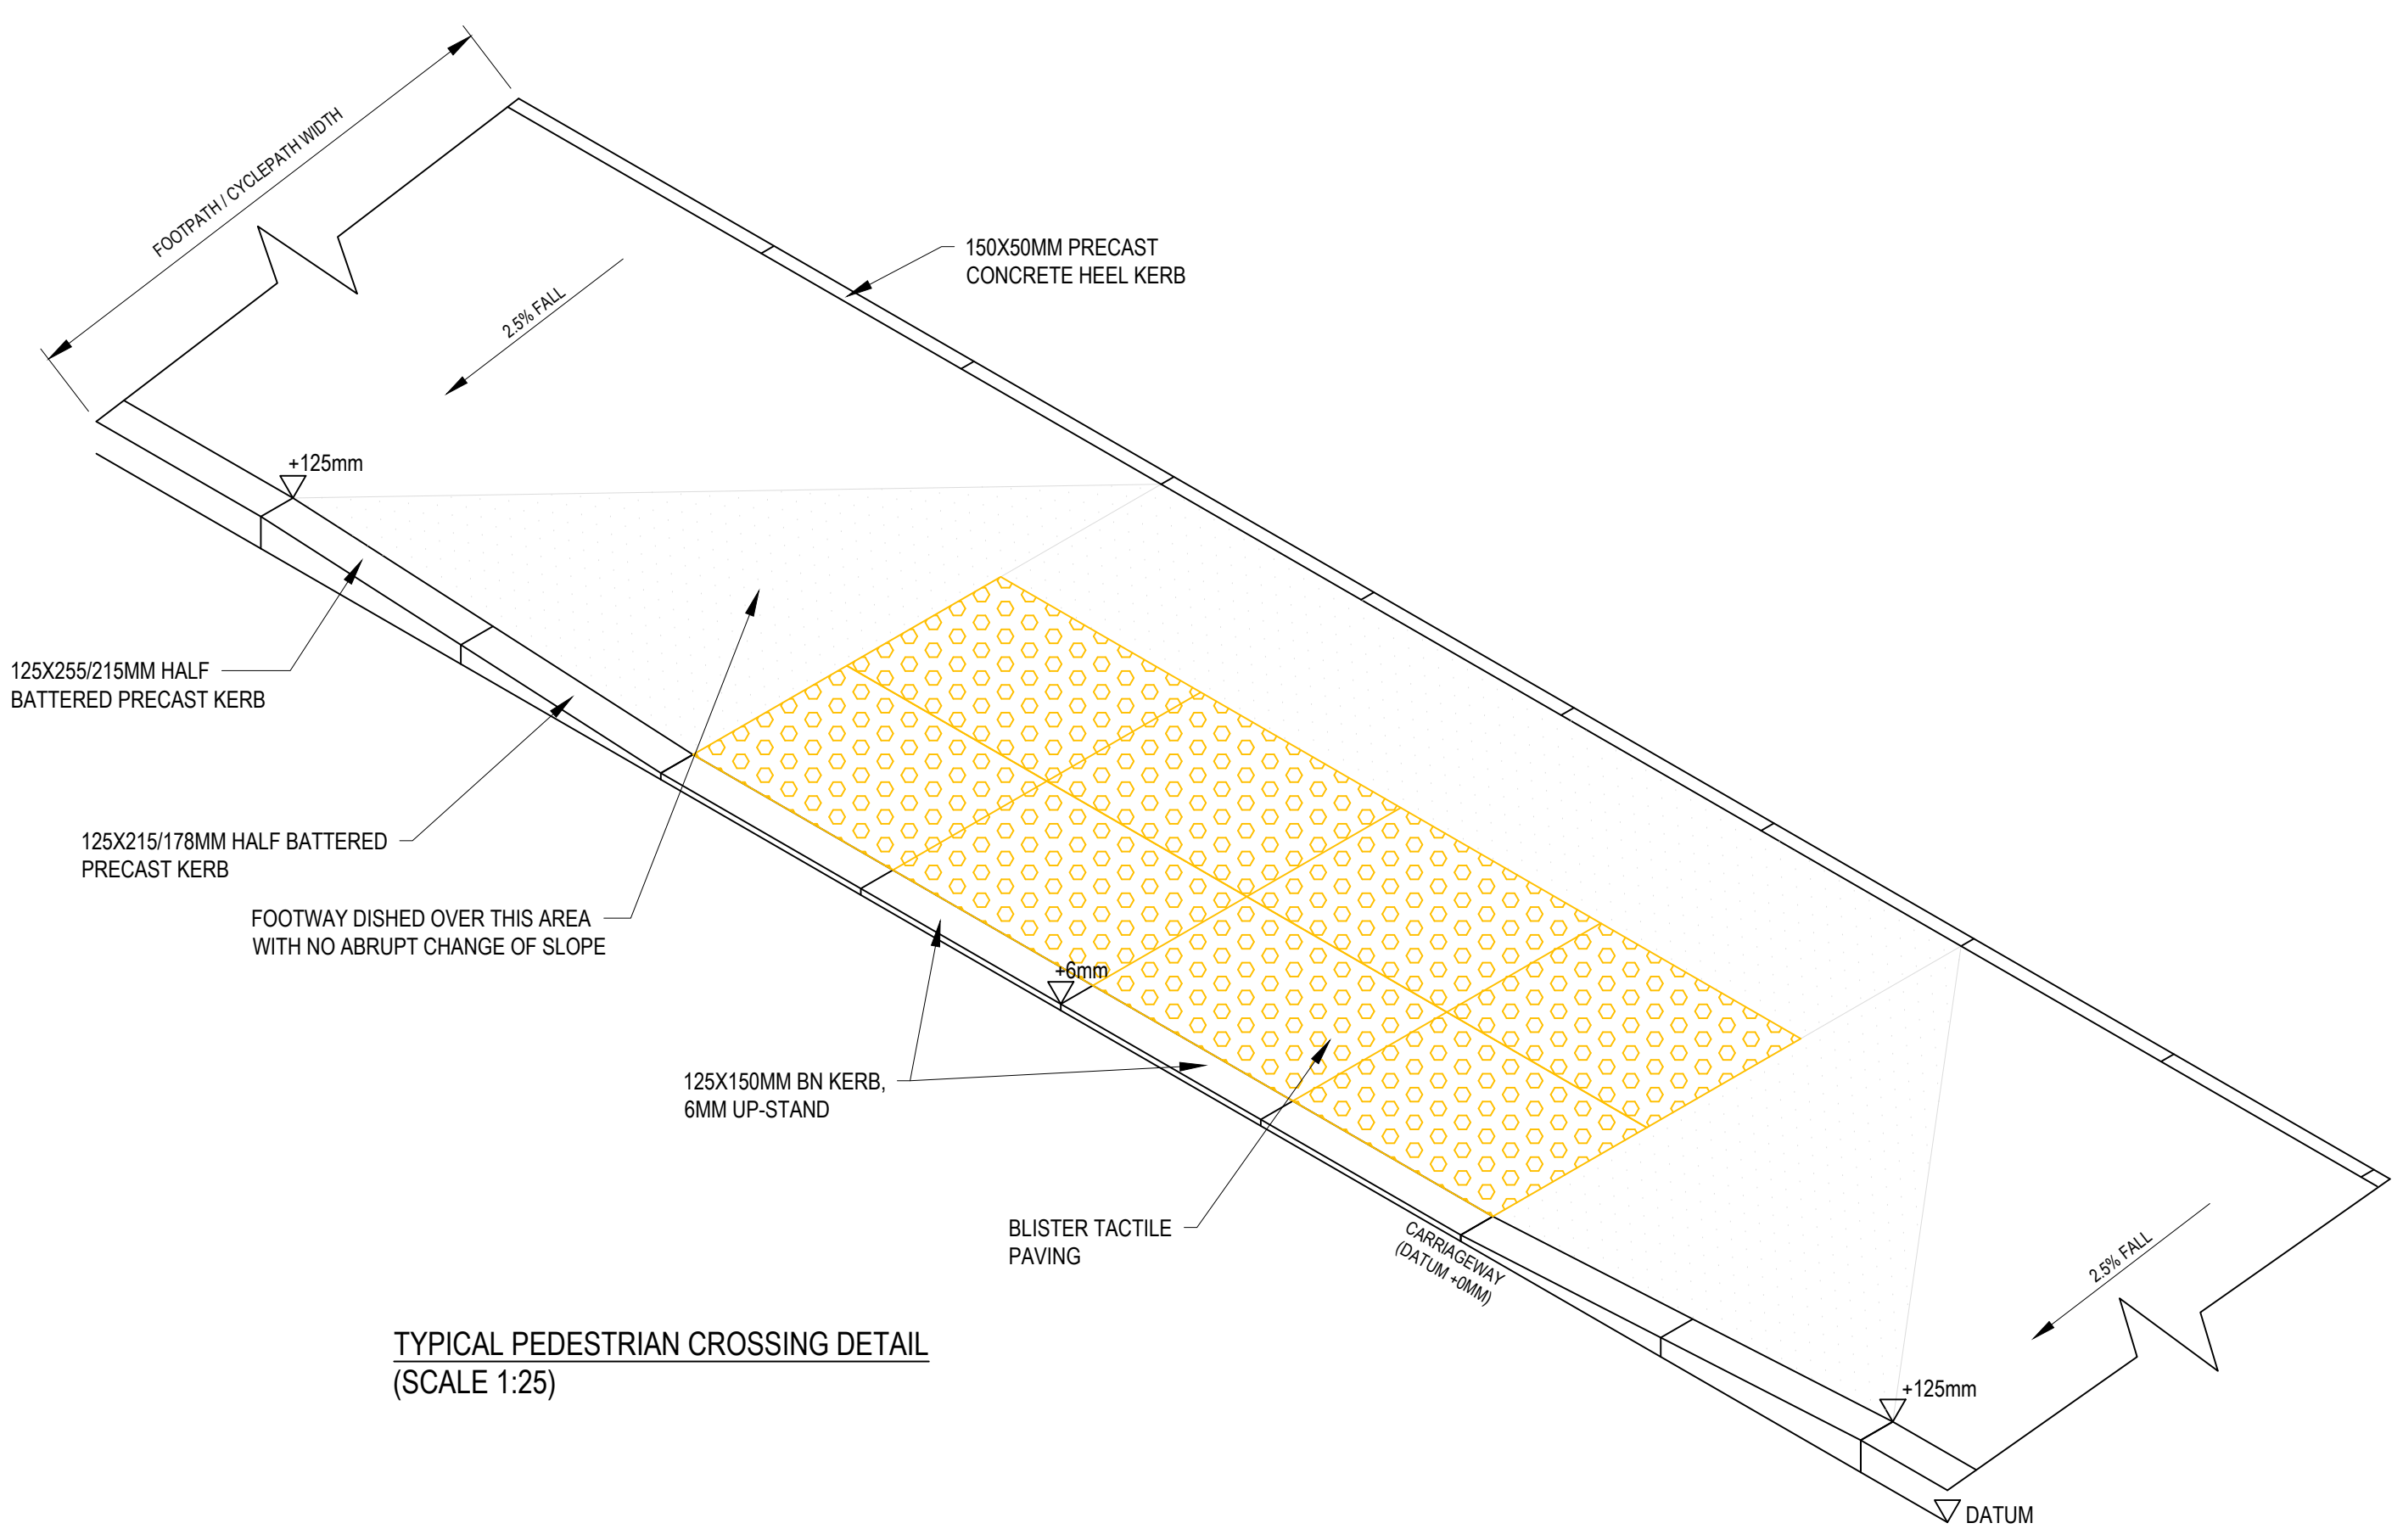 FOOTPATH / CYCLEPATH WIDTH
150X50MM PRECAST
CONCRETE HEEL KERB
2.5% FALL
+125mm
125X255/215MM HALF
BATTERED PRECAST KERB
125X215/178MM HALF BATTERED
PRECAST KERB
FOOTWAY DISHED OVER THIS AREA
WITH NO ABRUPT CHANGE OF SLOPE
+6mm
125X150MM BN KERB,
6MM UP-STAND
BLISTER TACTILE
PAVING
CARRIAGEWAY
(DATUM +0MM)
2.5% FALL
TYPICAL PEDESTRIAN CROSSING DETAIL
(SCALE 1:25)
+125mm
DATUM